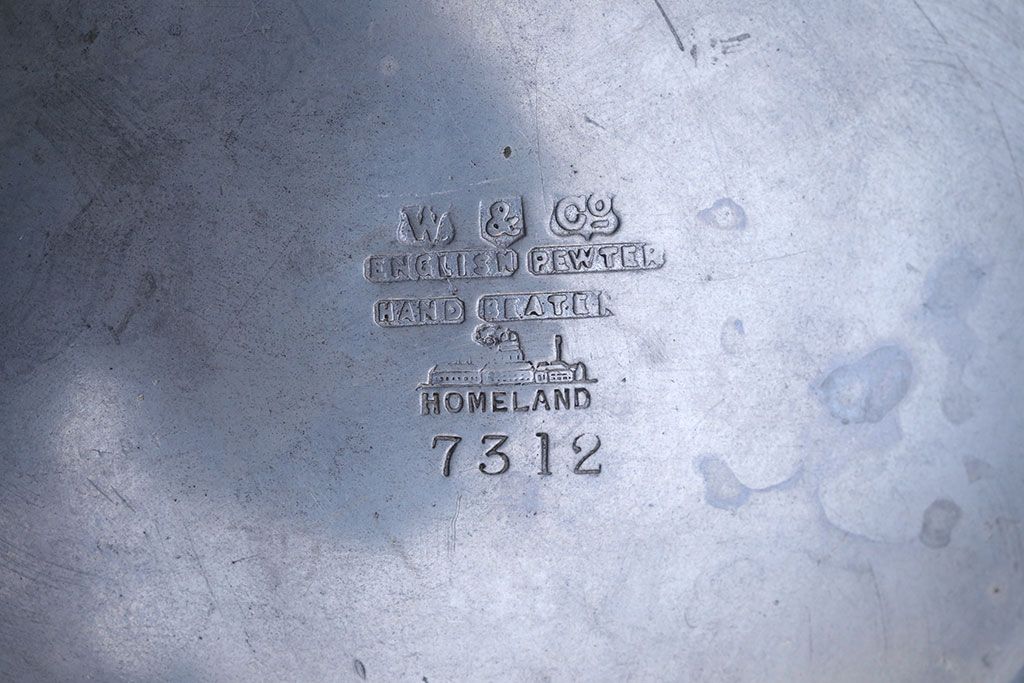 W & Co
ENGLISH PEWTER
HAND BEATEN
HOMELAND
7312